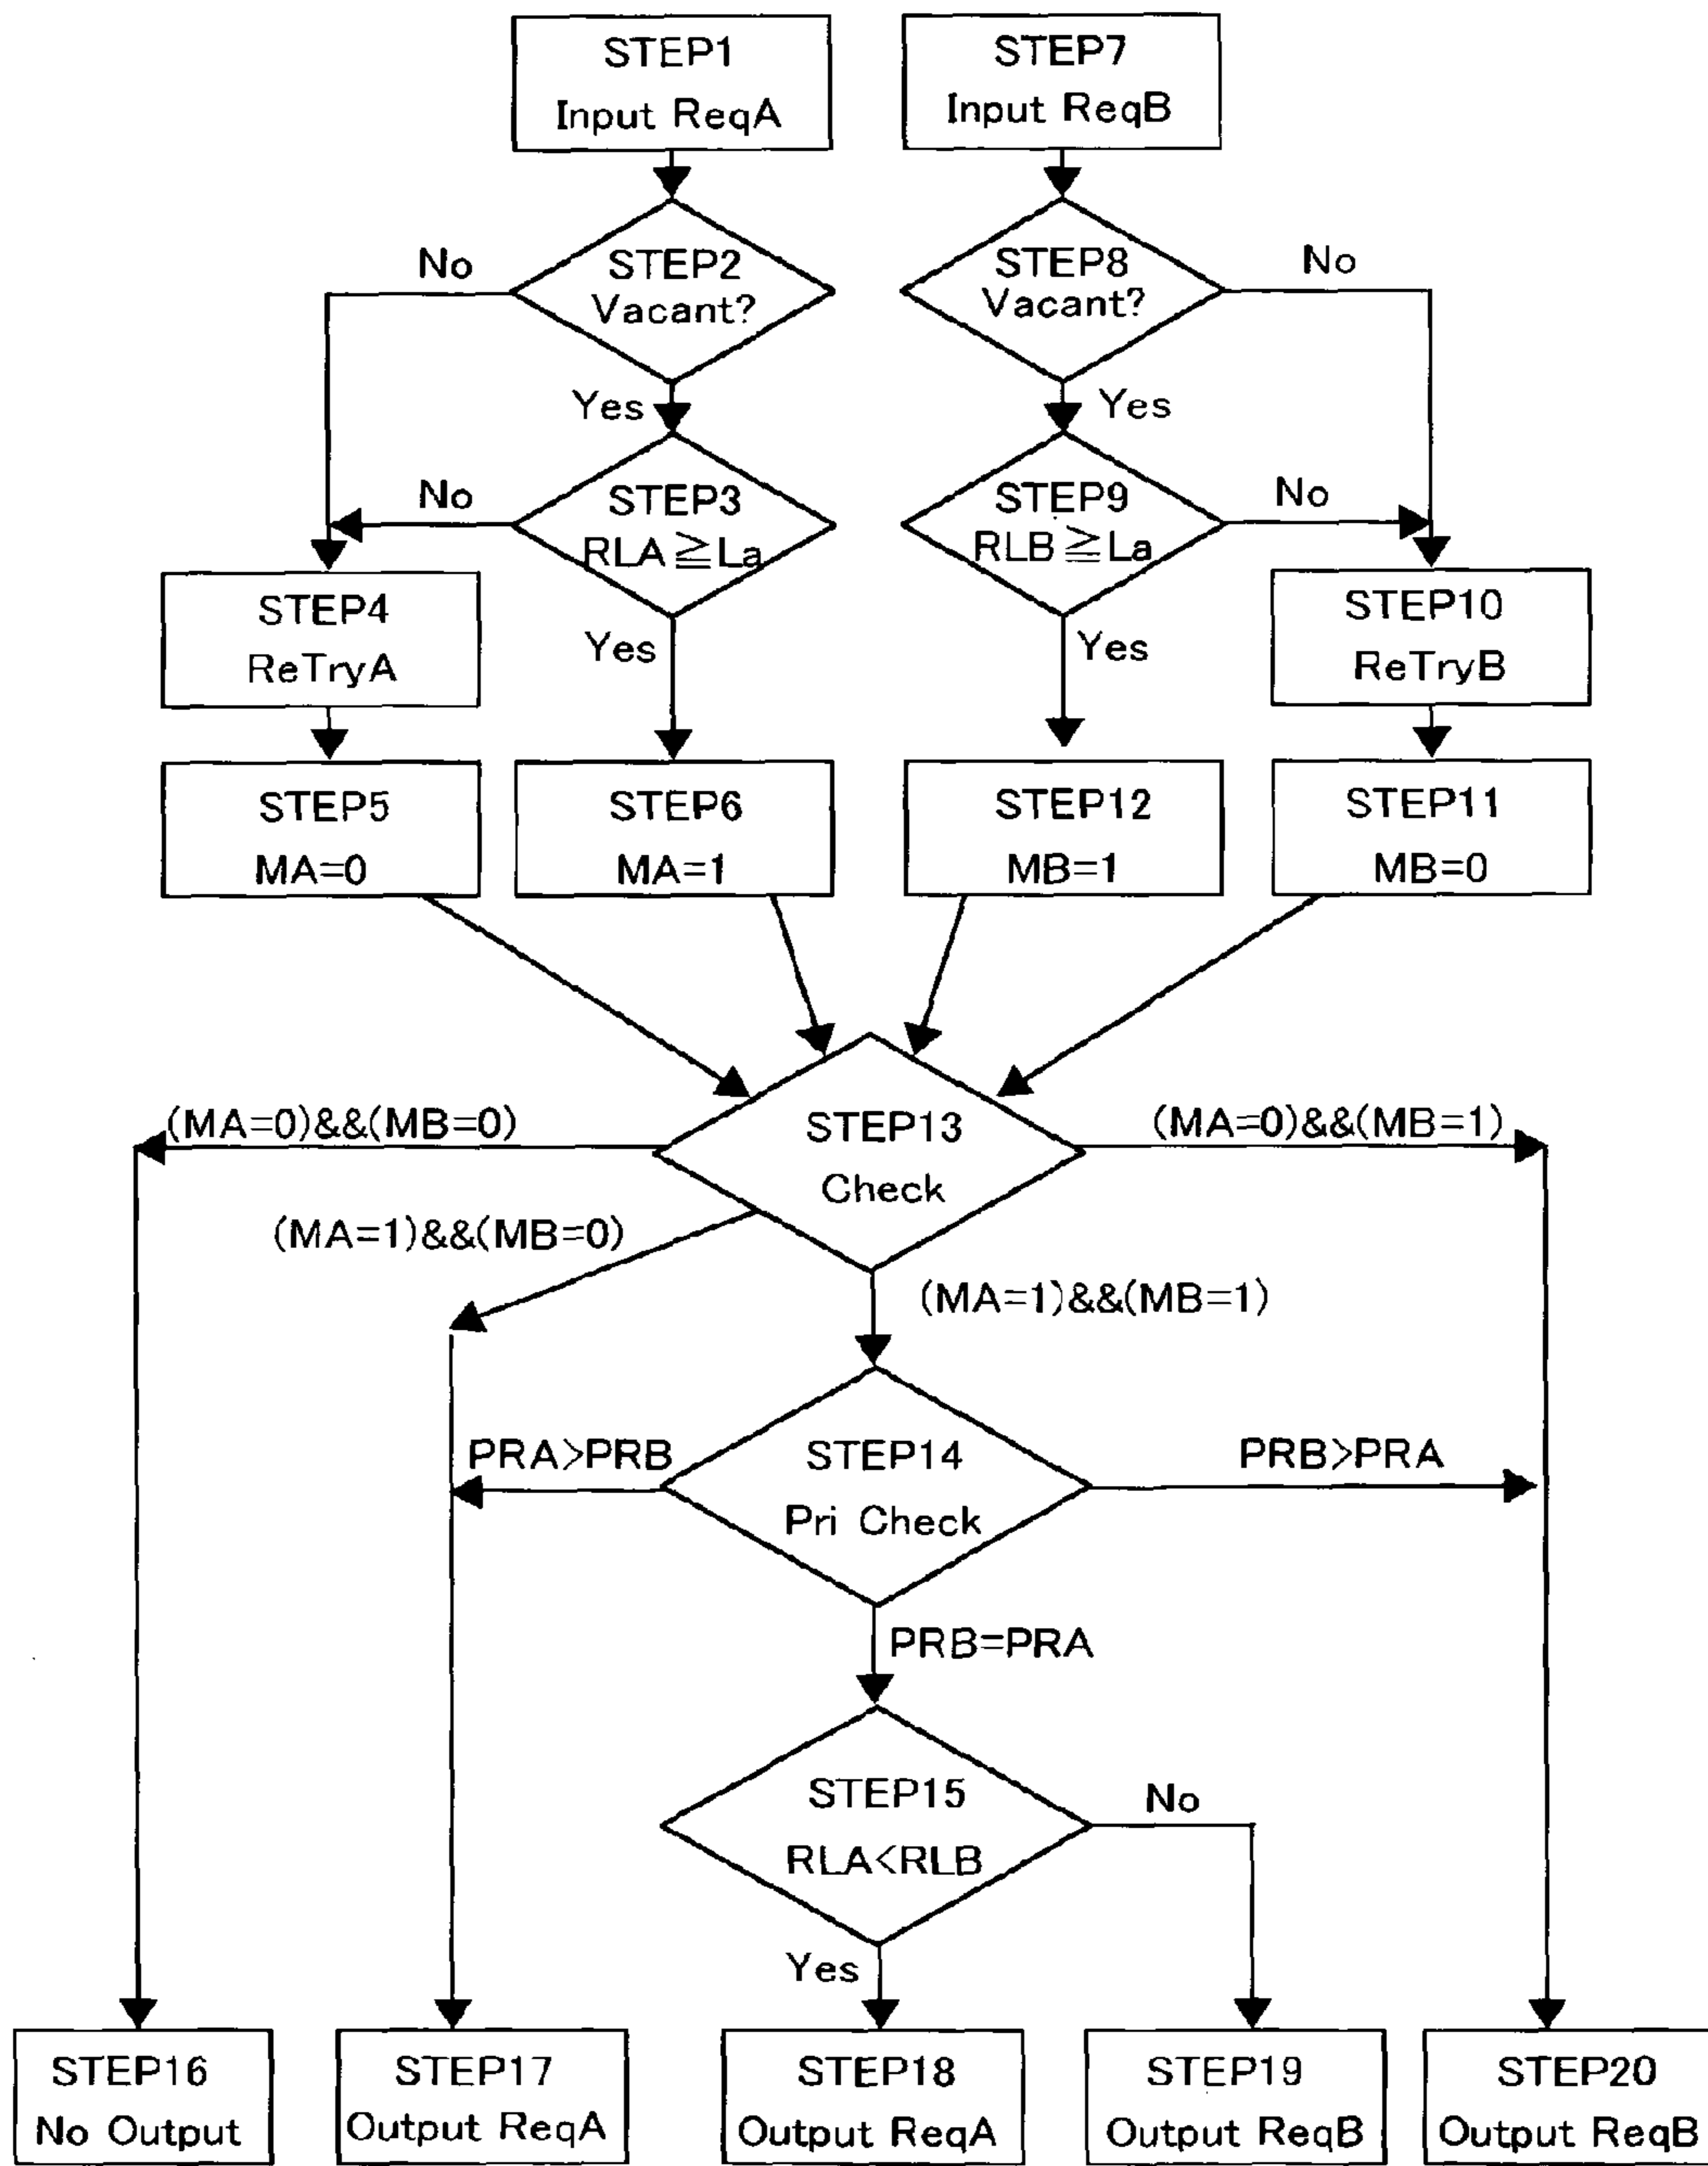 STEP1
Input ReqA
STEP7
Input ReqB
No
STEP2
Vacant?
STEP8
Vacant?
No
Yes
Yes
No
STEP3
RLA≧La
STEP9
RLB≧La
No
STEP4
ReTryA
Yes
Yes
STEP10
ReTryB
STEP5
MA=0
STEP6
MA=1
STEP12
MB=1
STEP11
MB=0
(MA=0)&&(MB=0)
STEP13
Check
(MA=0)&&(MB=1)
(MA=1)&&(MB=0)
(MA=1)&&(MB=1)
PRA>PRB
STEP14
Pri Check
PRB>PRA
PRB=PRA
STEP15
RLA<RLB
No
Yes
STEP16
No Output
STEP17
Output ReqA
STEP18
Output ReqA
STEP19
Output ReqB
STEP20
Output ReqB